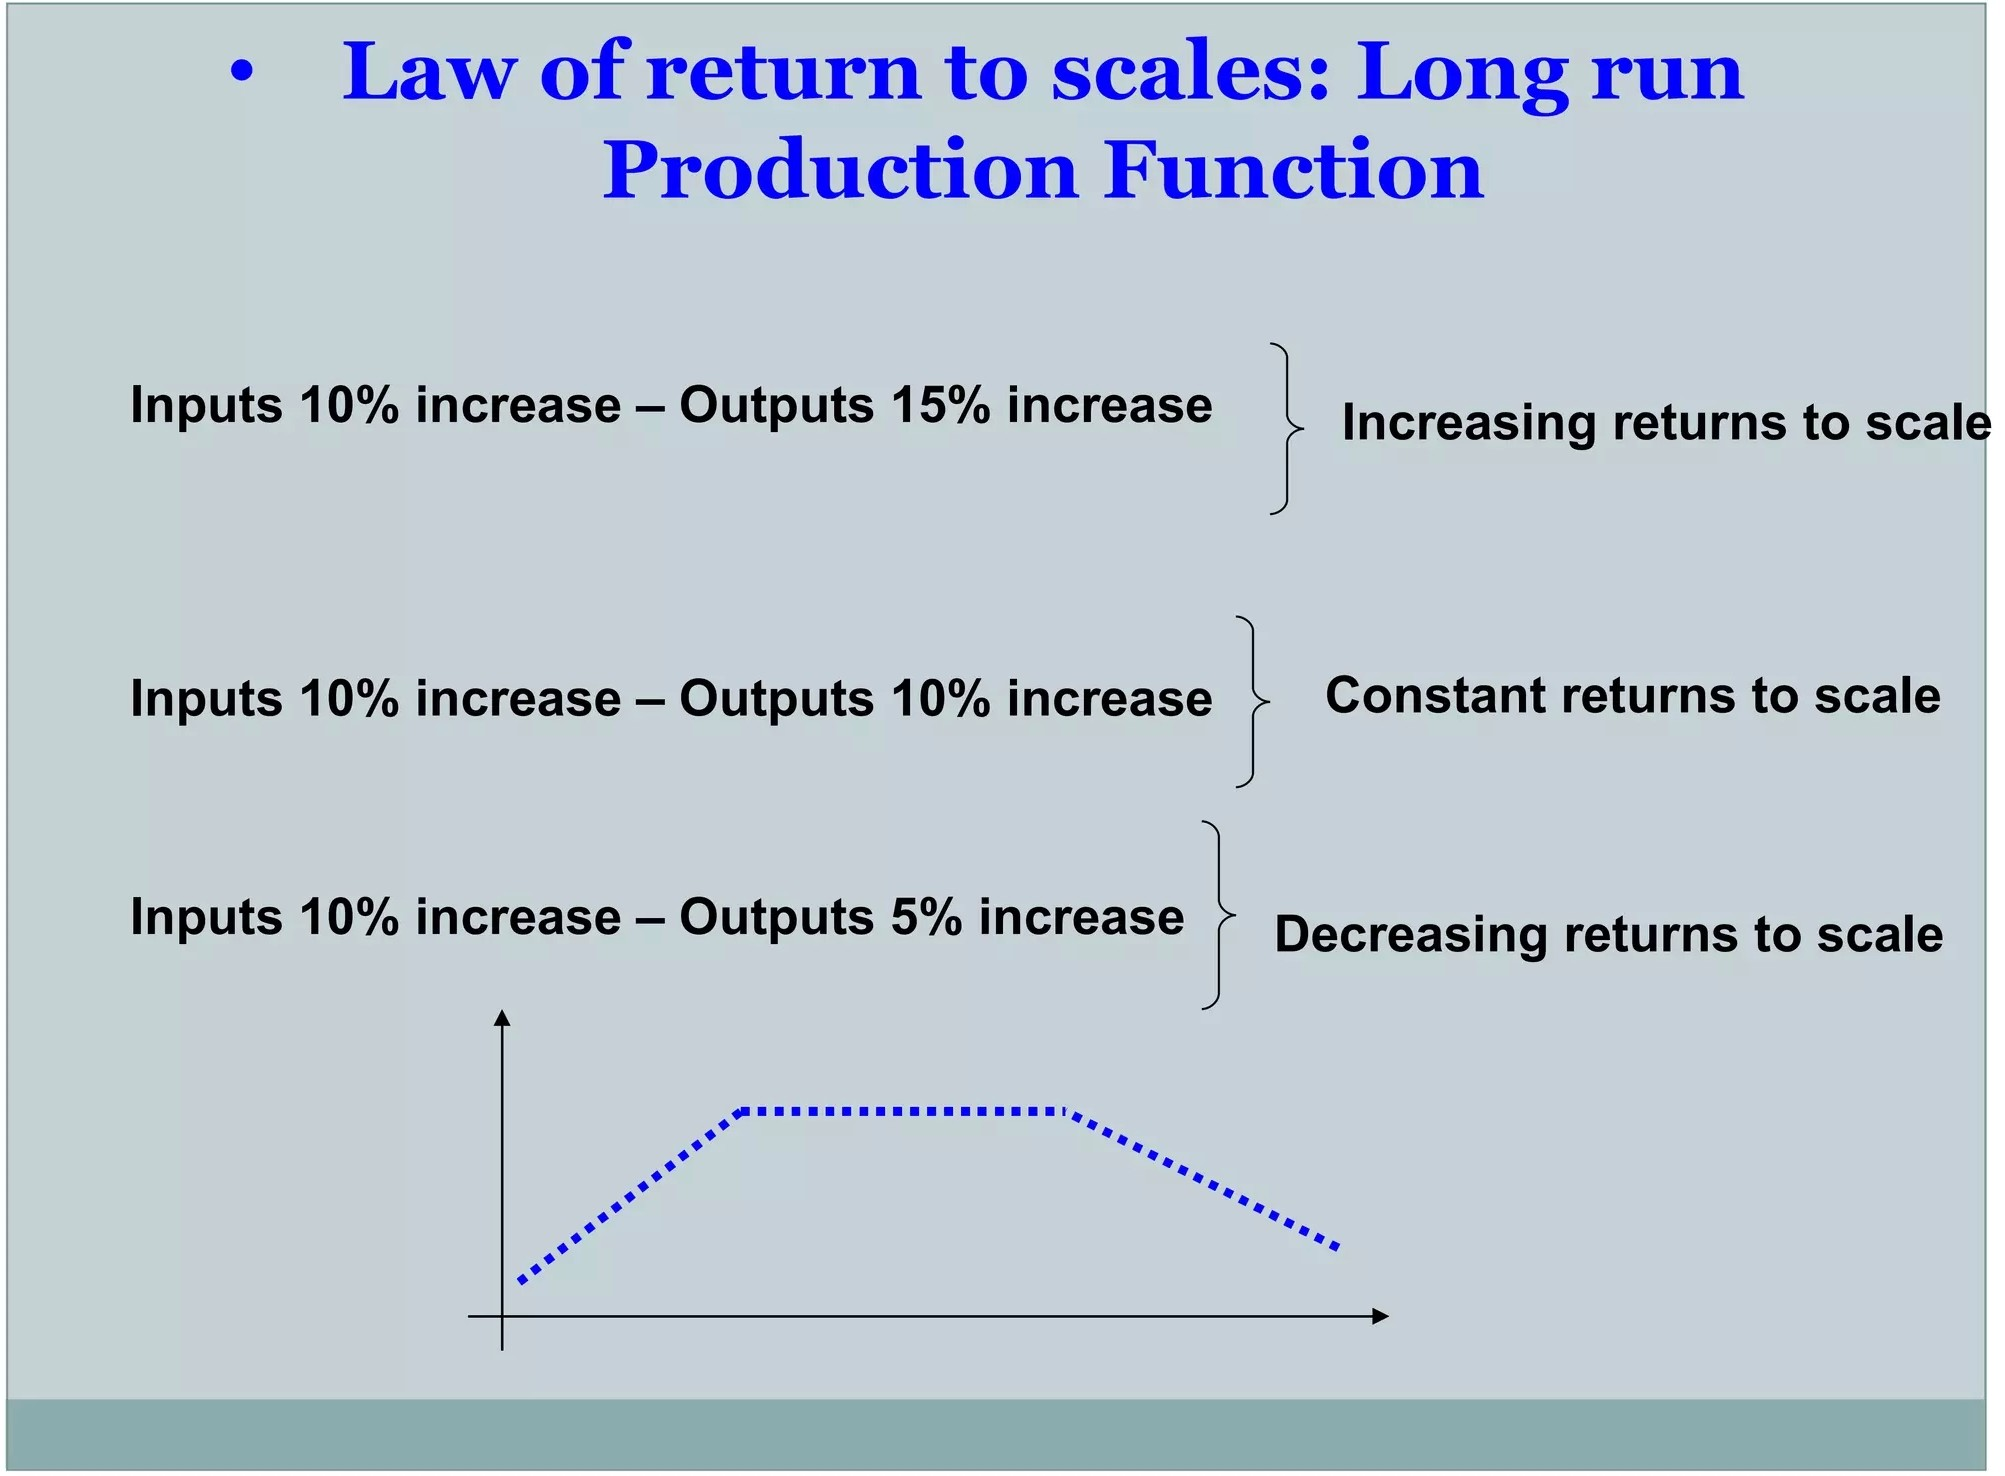 • Law of return to scales: Long run
Production Function
Inputs 10% increase – Outputs 15% increase
Increasing returns to scale
Inputs 10% increase – Outputs 10% increase
Constant returns to scale
Inputs 10% increase – Outputs 5% increase
Decreasing returns to scale